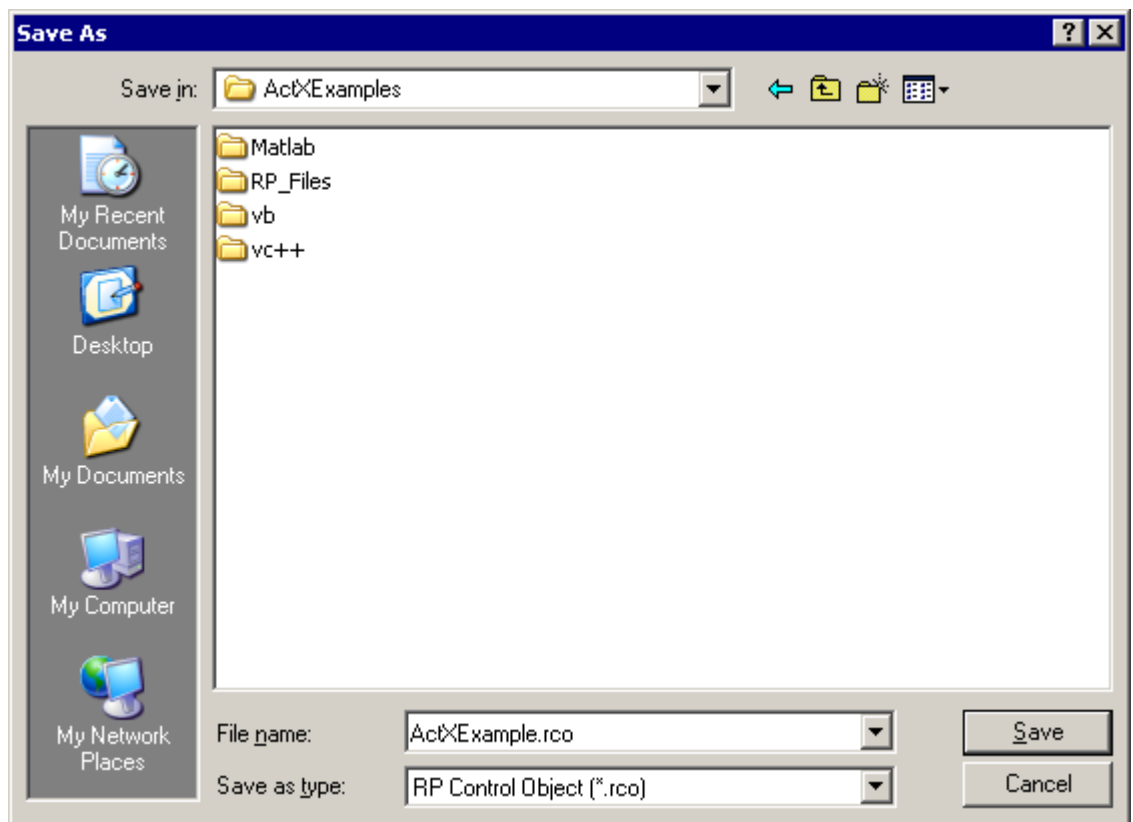 Save As
Save in: ActXExamples
Matlab
RP_Files
vb
vc++
My Recent
Documents
Desktop
My Documents
My Computer
My Network
Places
File name: ActXExample.rco Save
Save as type: RP Control Object (*.rco) Cancel